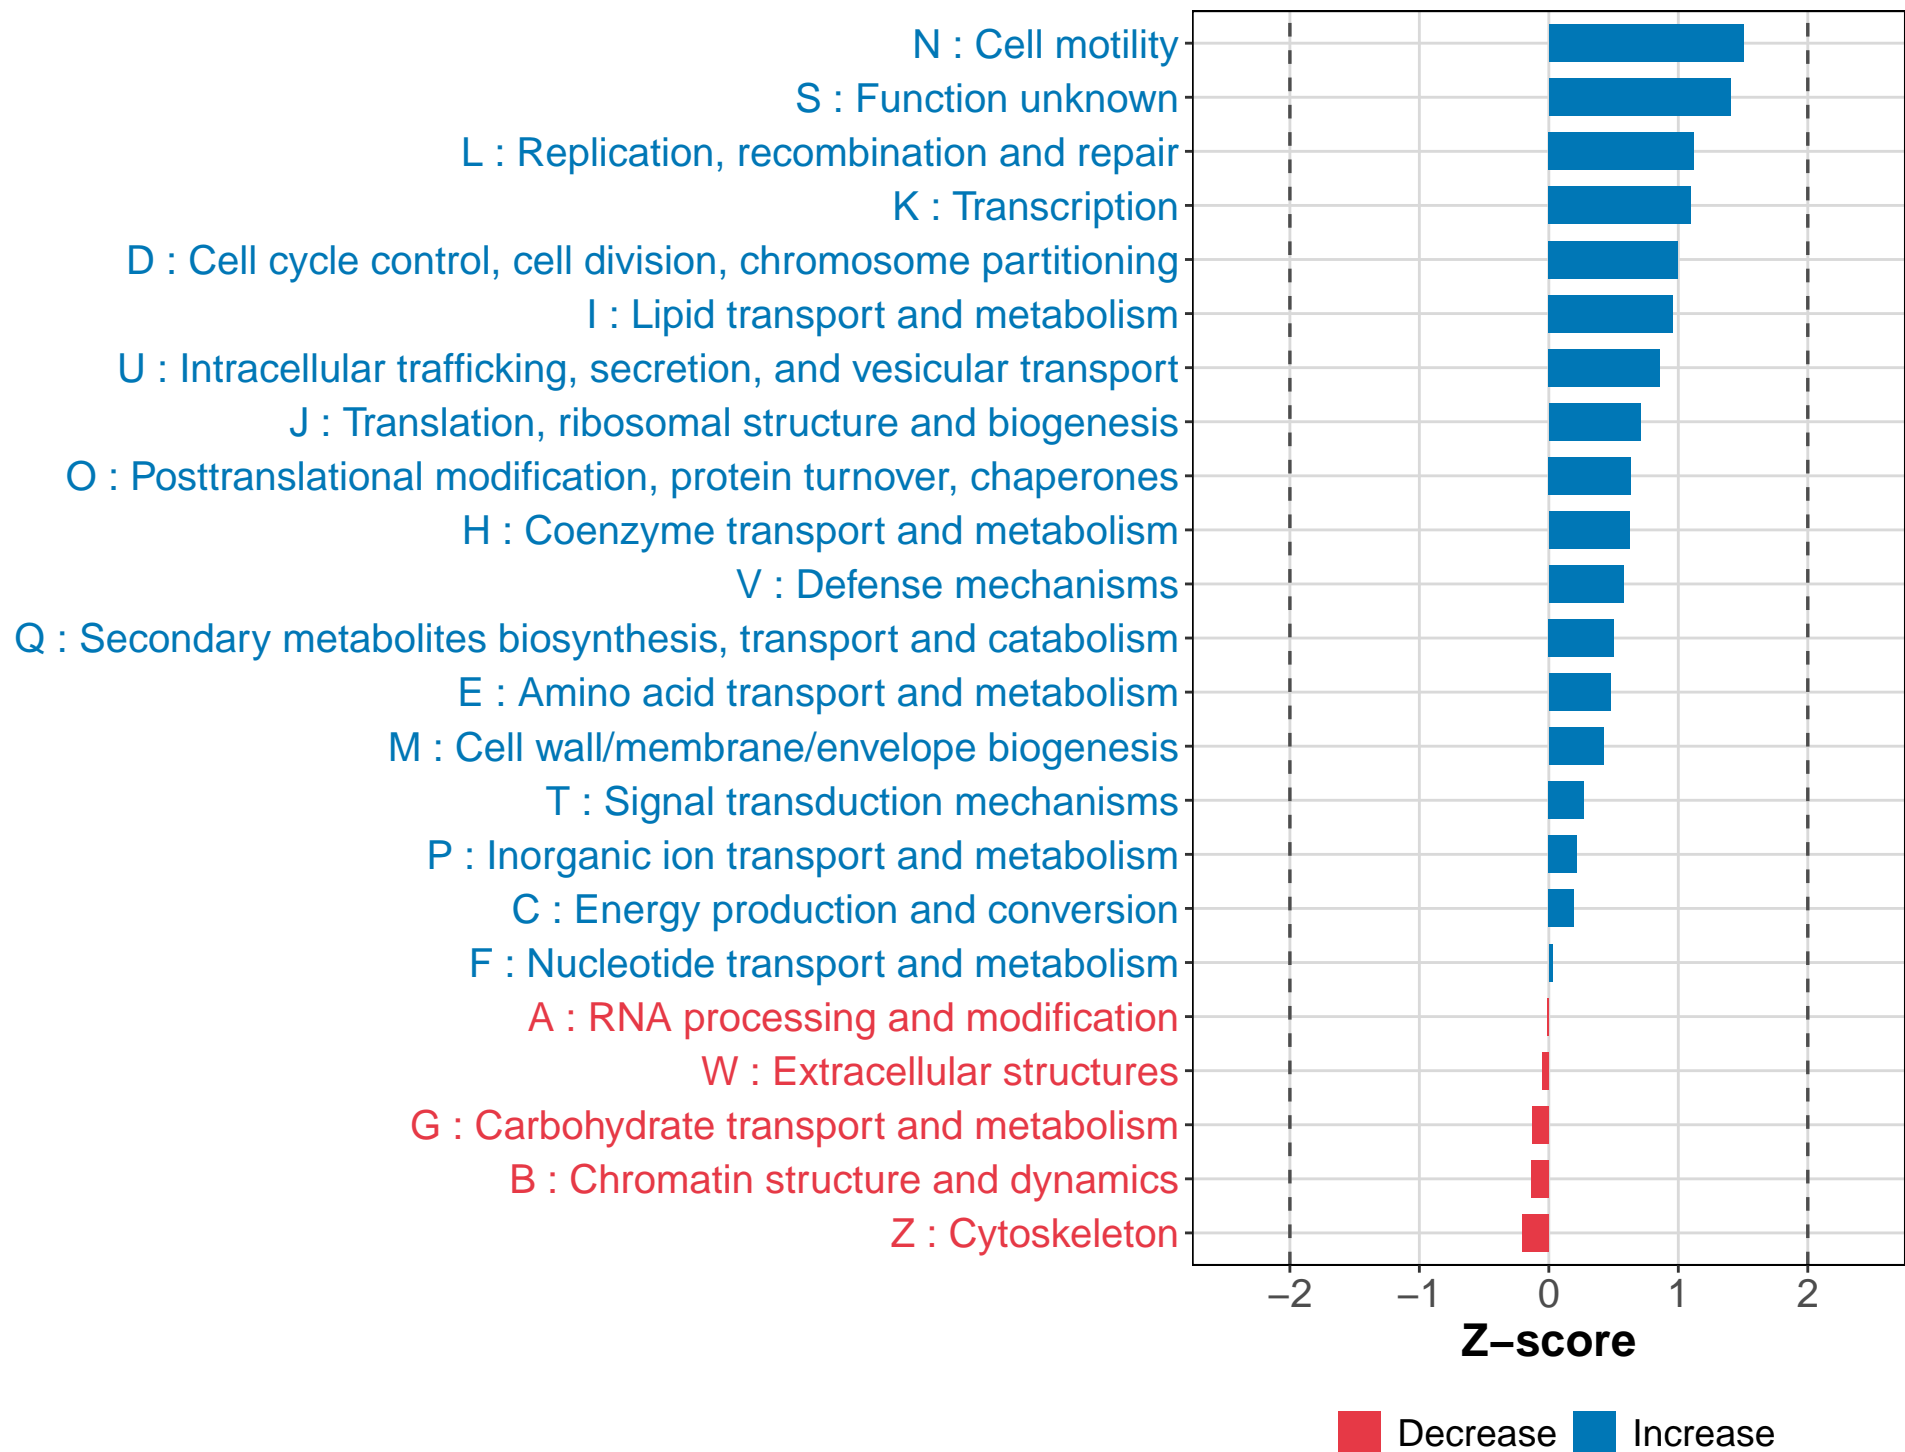 N : Cell motility
S : Function unknown
L : Replication, recombination and repair
K : Transcription
D : Cell cycle control, cell division, chromosome partitioning
I : Lipid transport and metabolism
U : Intracellular trafficking, secretion, and vesicular transport
J : Translation, ribosomal structure and biogenesis
O : Posttranslational modification, protein turnover, chaperones
H : Coenzyme transport and metabolism
V : Defense mechanisms
Q : Secondary metabolites biosynthesis, transport and catabolism
E : Amino acid transport and metabolism
M : Cell wall/membrane/envelope biogenesis
T : Signal transduction mechanisms
P : Inorganic ion transport and metabolism
C : Energy production and conversion
F : Nucleotide transport and metabolism
A : RNA processing and modification
W : Extracellular structures
G : Carbohydrate transport and metabolism
B : Chromatin structure and dynamics
Z : Cytoskeleton
−2 −1 0 1 2
Z−score
Decrease Increase